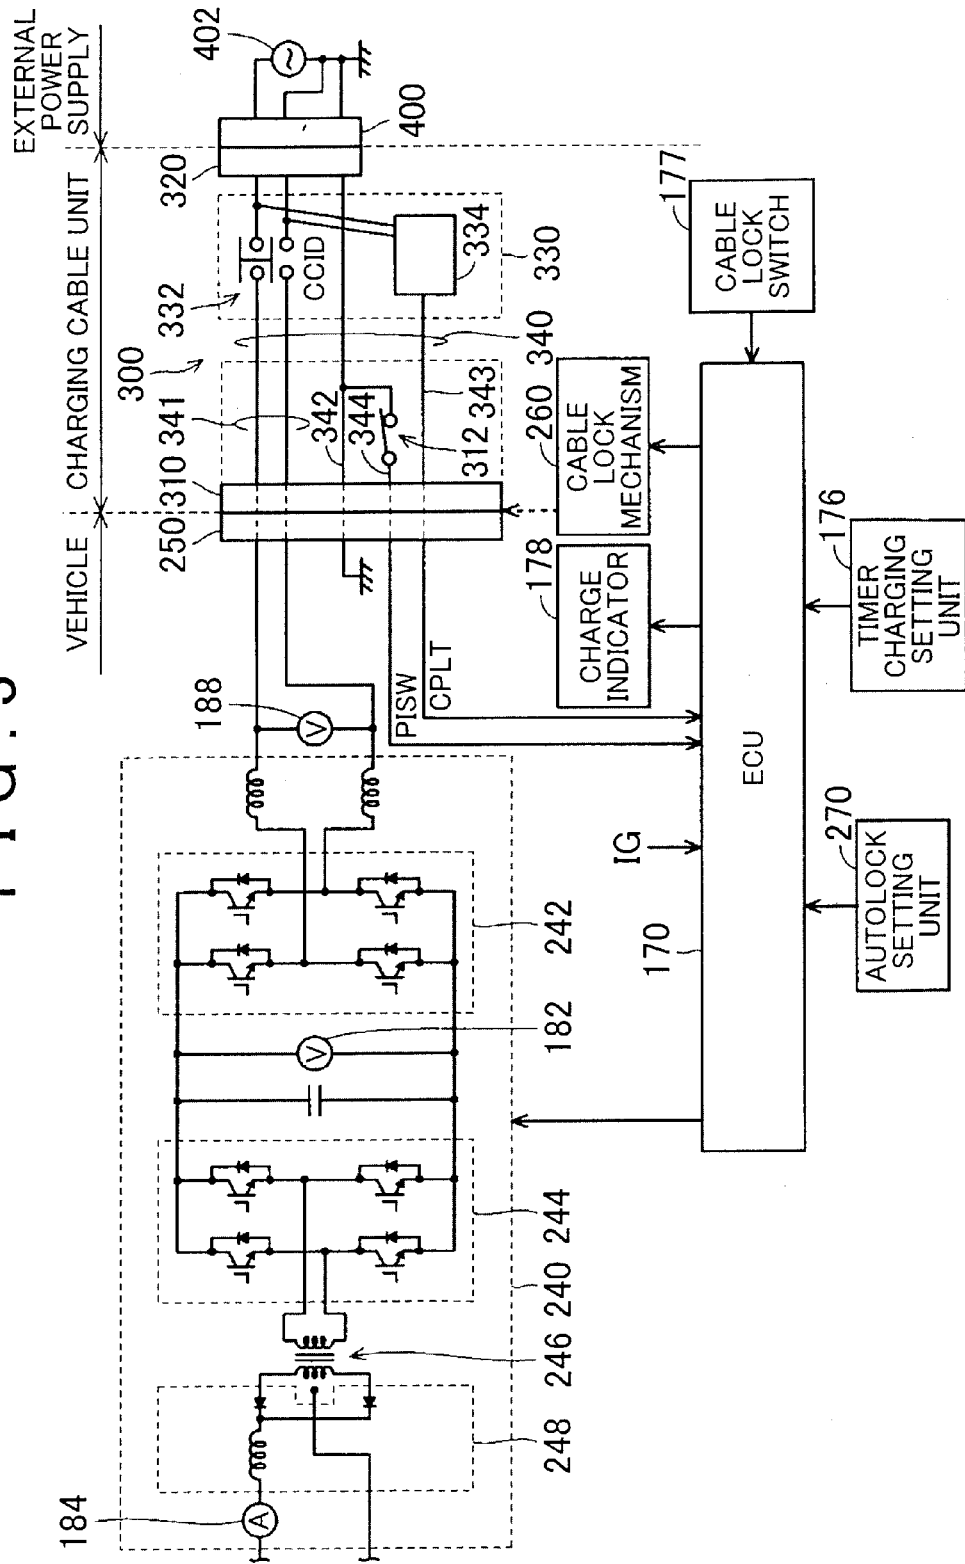 VEHICLE
CHARGING CABLE UNIT
EXTERNAL
POWER
SUPPLY
300
402
250
310
341
332
320
400
CCID
342
344
312
343
340
334
330
184
188
V
A
V
PISW
CPLT
248
246
240
244
182
242
178
CHARGE
INDICATOR
260
CABLE
LOCK
MECHANISM
177
CABLE
LOCK
SWITCH
IG
170
ECU
270
AUTOLOCK
SETTING
UNIT
176
TIMER
CHARGING
SETTING
UNIT